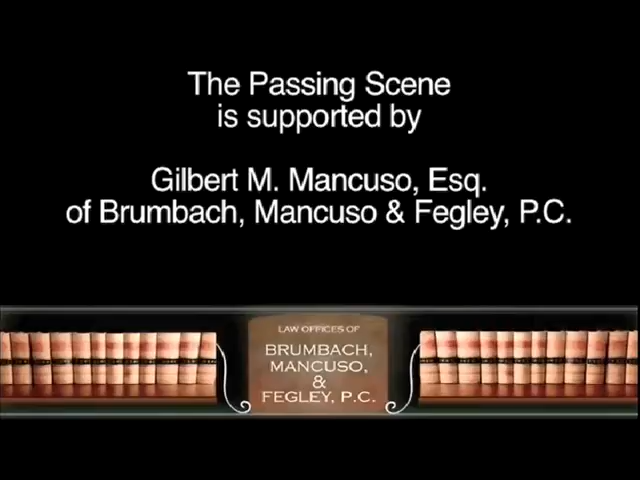 The Passing Scene
is supported by
Gilbert M. Mancuso, Esq.
of Brumbach, Mancuso & Fegley, P.C.
LAW OFFICES OF
BRUMBACH,
MANCUSO,
&
FEGLEY, P.C.